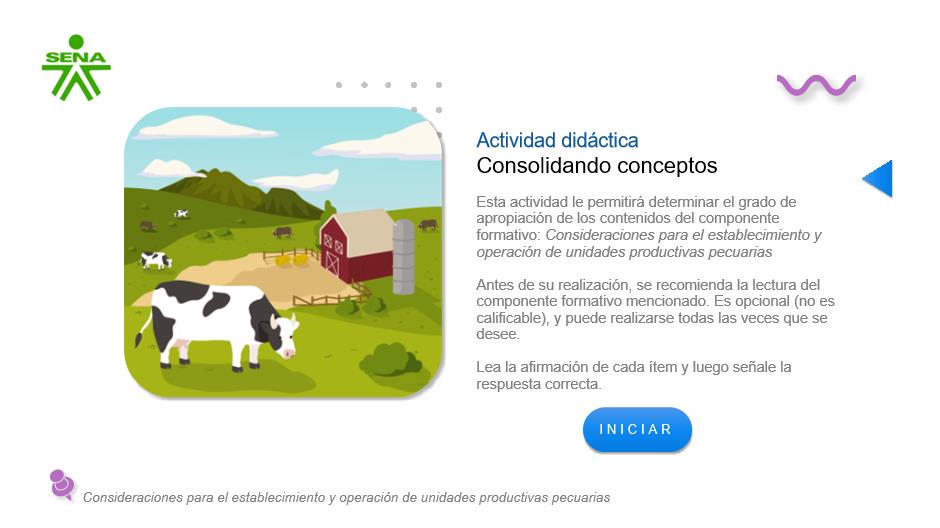 SENA
Actividad didáctica
Consolidando conceptos
Esta actividad le permitirá determinar el grado de
apropiación de los contenidos del componente
formativo: Consideraciones para el establecimiento y
operación de unidades productivas pecuarias
Antes de su realización, se recomienda la lectura del
componente formativo mencionado. Es opcional (no es
calificable), y puede realizarse todas las veces que se
desee.
Lea la afirmación de cada ítem y luego señale la
respuesta correcta.
INICIAR
Consideraciones para el establecimiento y operación de unidades productivas pecuarias